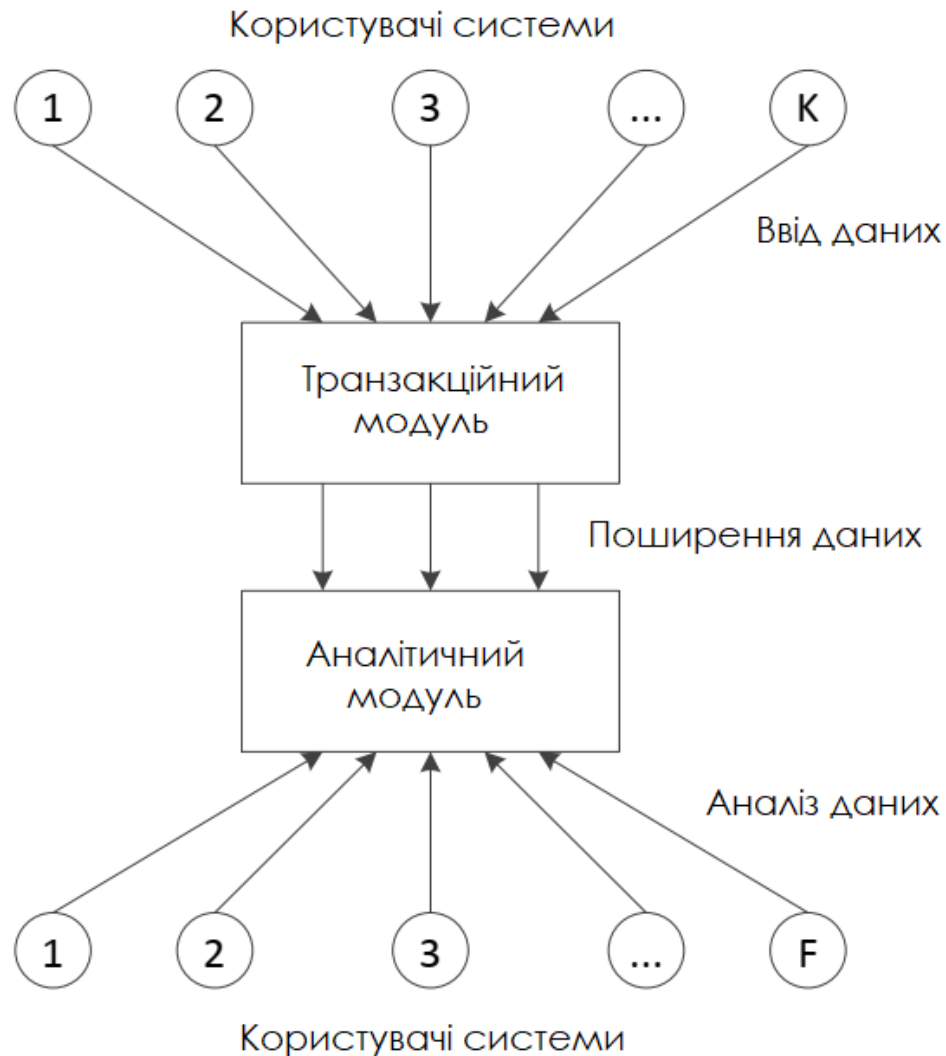 Користувачі системи
1 2 3 ... K
Ввід даних
Транзакційний
модуль
Поширення даних
Аналітичний
модуль
Аналіз даних
1 2 3 ... F
Користувачі системи